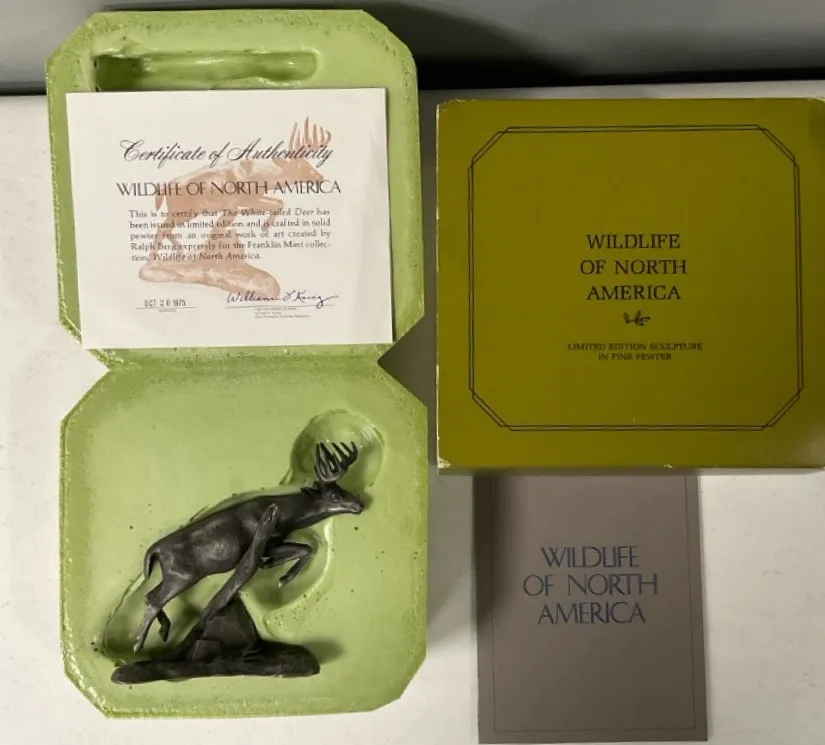 Certificate of Authenticity
WILDLIFE OF NORTH AMERICA
This is to certify that The White-tailed Deer has
been issued in limited edition and is crafted in solid
pewter from an original work of art created by
Ralph Berg expressly for the Franklin Mint collec-
tion, Wildlife of North America.
OCT 20 1975
WILDLIFE
OF NORTH
AMERICA
LIMITED EDITION SCULPTURE
IN FINE PEWTER
WILDLIFE
OF NORTH
AMERICA